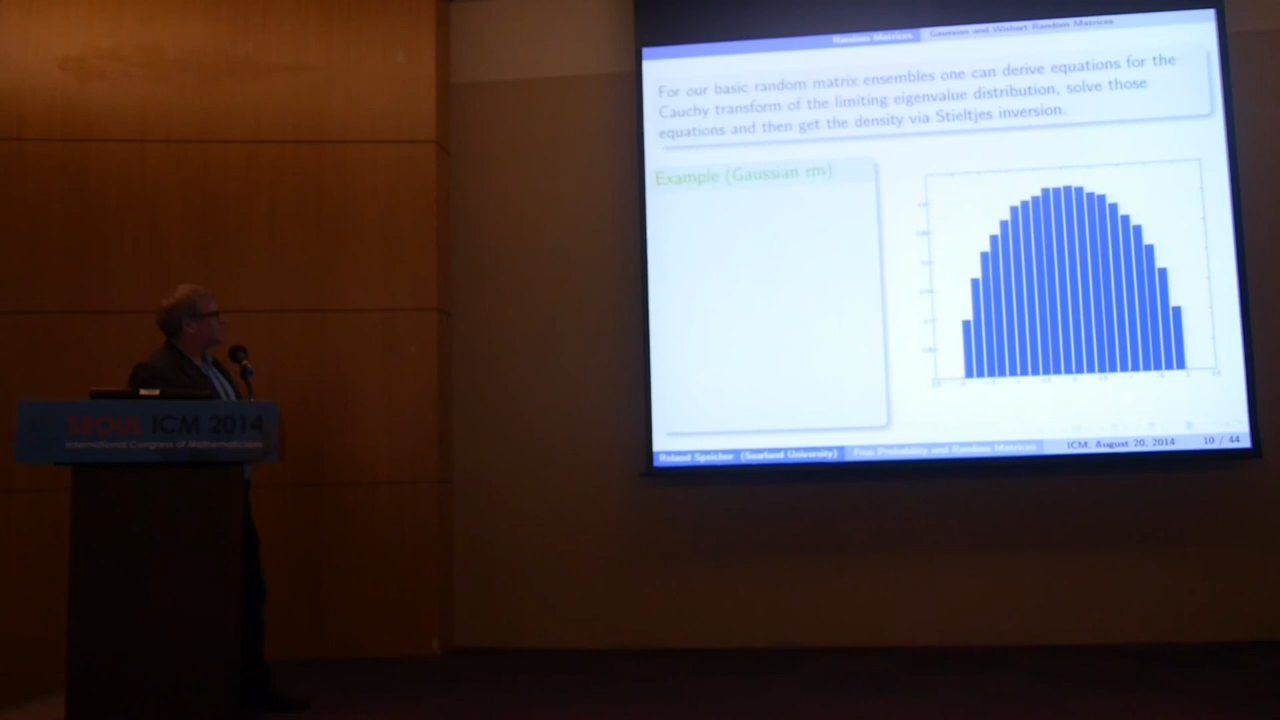 Random Matrices Gaussian and Wishart Random Matrices
For our basic random matrix ensembles one can derive equations for the
Cauchy transform of the limiting eigenvalue distribution, solve those
equations and then get the density via Stieltjes inversion.
Example (Gaussian rm)
Roland Speicher (Saarland University) Free Probability and Random Matrices ICM, August 20, 2014 10 / 44
SEOUL ICM 2014
International Congress of Mathematicians